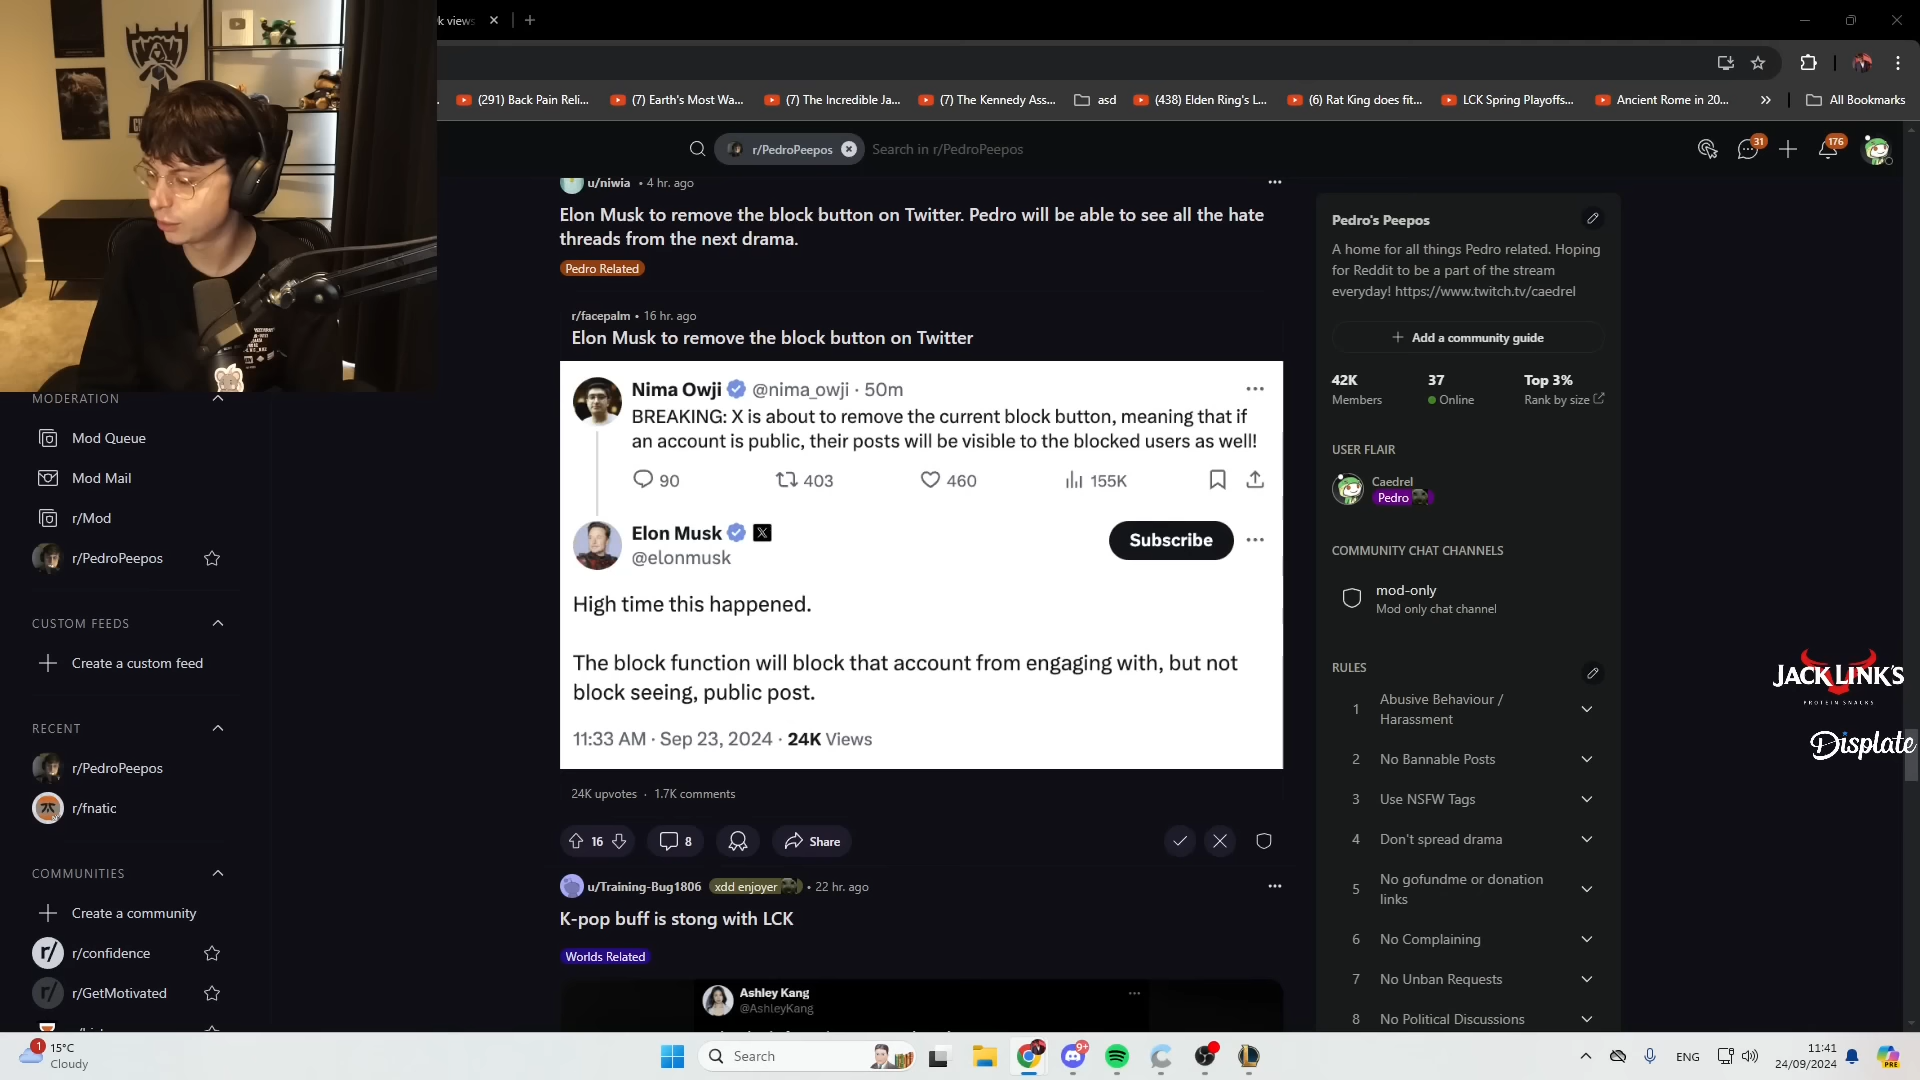 k views
(291) Back Pain Reli...
(7) Earth's Most Wa...
(7) The Incredible Ja...
(7) The Kennedy Ass...
asd
(438) Elden Ring's L...
(6) Rat King does fit...
LCK Spring Playoffs...
Ancient Rome in 20...
All Bookmarks
r/PedroPeepos
Search in r/PedroPeepos
31
176
u/niwia • 4 hr. ago
Elon Musk to remove the block button on Twitter. Pedro will be able to see all the hate
threads from the next drama.
Pedro Related
r/facepalm • 16 hr. ago
Elon Musk to remove the block button on Twitter
Nima Owji @nima_owji · 50m
BREAKING: X is about to remove the current block button, meaning that if
an account is public, their posts will be visible to the blocked users as well!
90
403
460
155K
Elon Musk X
@elonmusk
Subscribe
High time this happened.
The block function will block that account from engaging with, but not
block seeing, public post.
11:33 AM · Sep 23, 2024 · 24K Views
24K upvotes · 1.7K comments
16
8
Share
u/Training-Bug1806 xdd enjoyer • 22 hr. ago
K-pop buff is stong with LCK
Worlds Related
Ashley Kang
@AshleyKang
MODERATION
Mod Queue
Mod Mail
r/Mod
r/PedroPeepos
CUSTOM FEEDS
Create a custom feed
RECENT
r/PedroPeepos
r/fnatic
COMMUNITIES
Create a community
r/confidence
r/GetMotivated
Pedro's Peepos
A home for all things Pedro related. Hoping
for Reddit to be a part of the stream
everyday! https://www.twitch.tv/caedrel
Add a community guide
42K
Members
37
Online
Top 3%
Rank by size
USER FLAIR
Caedrel
Pedro
COMMUNITY CHAT CHANNELS
mod-only
Mod only chat channel
RULES
1 Abusive Behaviour /
Harassment
2 No Bannable Posts
3 Use NSFW Tags
4 Don't spread drama
5 No gofundme or donation
links
6 No Complaining
7 No Unban Requests
8 No Political Discussions
JACK LINK'S
PROTEIN SNACKS
Displate
1
15°C
Cloudy
Search
9+
ENG
11:41
24/09/2024
PRE